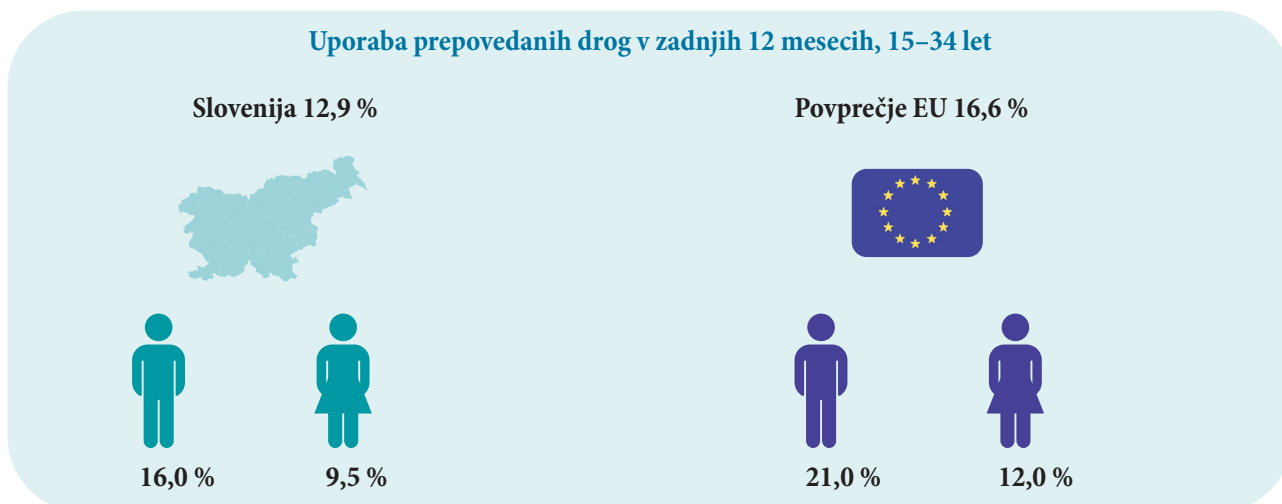 Uporaba prepovedanih drog v zadnjih 12 mesecih, 15–34 let
Slovenija 12,9 %
Povprečje EU 16,6 %
16,0 %
9,5 %
21,0 %
12,0 %